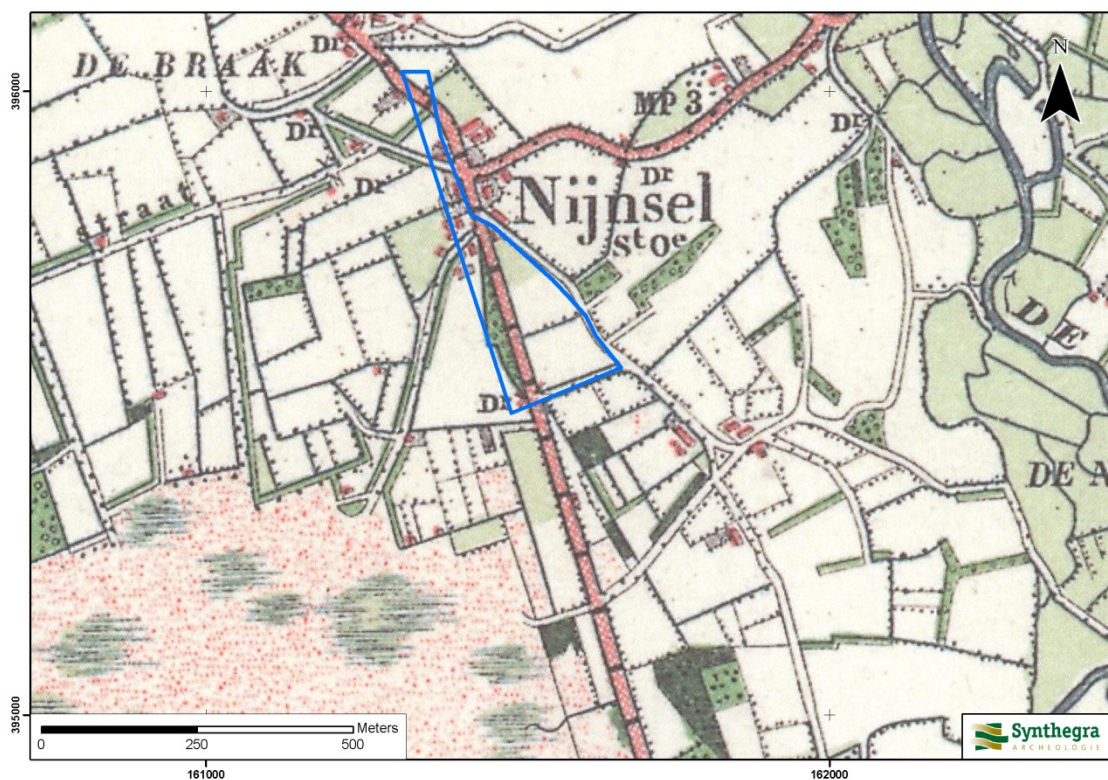 DE BRAAK
Dr
N
MP 3
Dr
Dr
Dr
Dr
straat
Nijnsel
Dr
St. Oe
DE
Dr
DE A
396000
395000
Meters
0
250
500
161000
162000
Synthegra
ARCHEOLOGIE